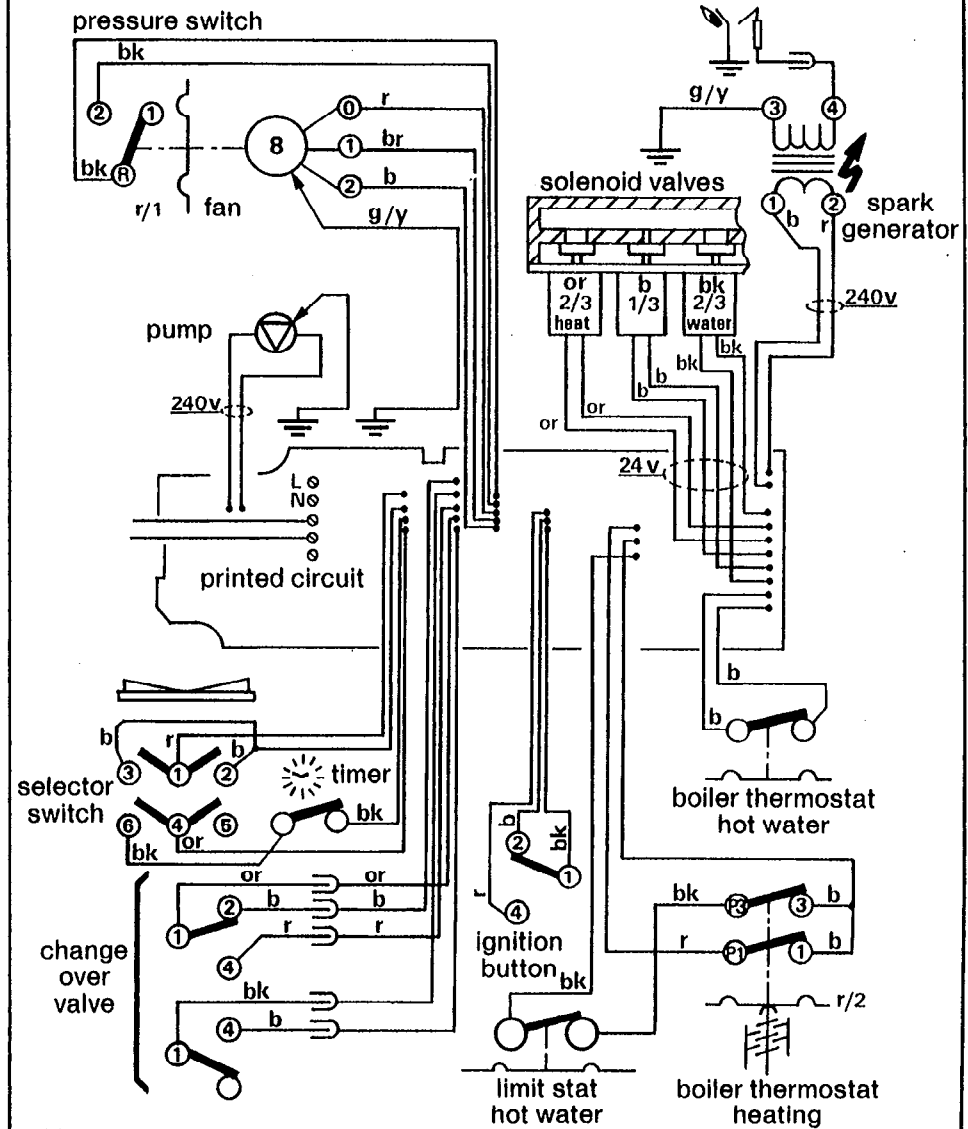 pressure switch
bk
2
1
R
bk
r/1
fan
8
0
r
1
br
2
b
g/y
g/y
3
4
1
2
b
r
spark
generator
240v
solenoid valves
or
2/3
heat
b
1/3
bk
2/3
water
bk
bk
b
b
or
or
24v
pump
240v
L
N
printed circuit
b
r
b
3
1
2
selector
switch
6
4
5
bk
or
timer
bk
change
over
valve
or
or
2
b
b
1
r
r
4
bk
4
b
1
b
2
bk
1
r
4
ignition
button
bk
limit stat
hot water
b
b
boiler thermostat
hot water
bk
P3
3
b
r
P1
1
b
r/2
boiler thermostat
heating